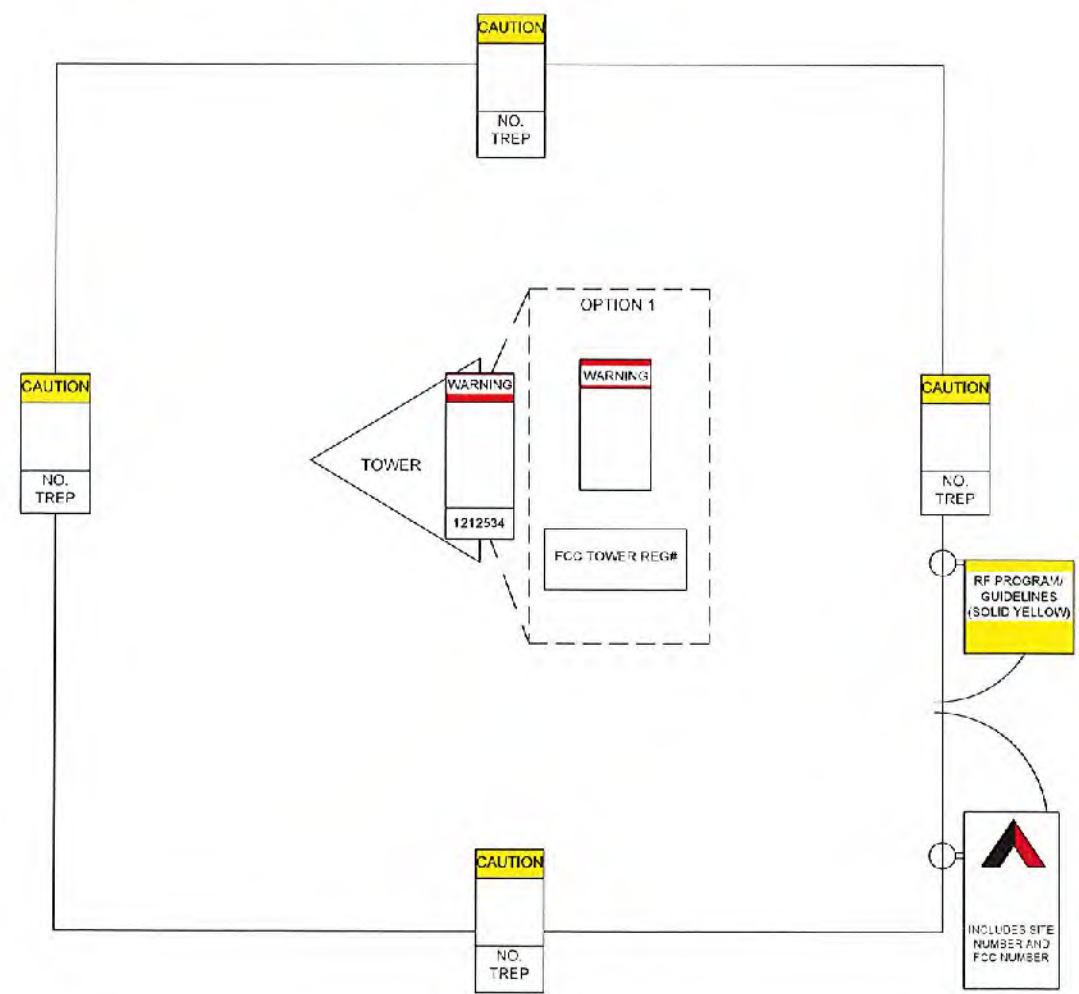 CAUTION
NO.
TREP
OPTION 1
WARNING
CAUTION
NO.
TREP
TOWER
WARNING
1212534
FCC TOWER REG#
CAUTION
NO.
TREP
RF PROGRAM/
GUIDELINES
(SOLID YELLOW)
CAUTION
NO.
TREP
INCLUDES SITE
NUMBER AND
FCC NUMBER